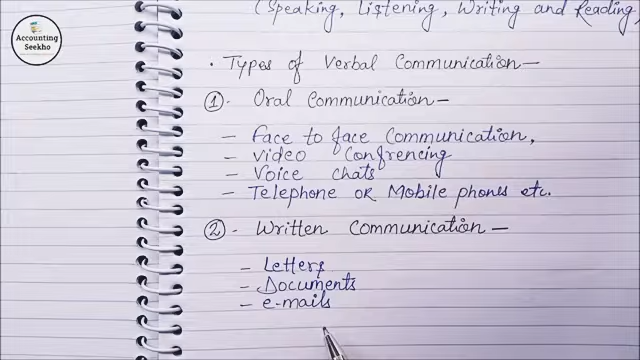 Accounting
Seekho
(Speaking, Listening, Writing and Reading,
• Types of Verbal Communication—
①. Oral Communication—
– Face to face Communication,
– Video Confrencing
– Voice chats
– Telephone or Mobile phones etc.
②. Written Communication—
– Letters
– Documents
– e-mails